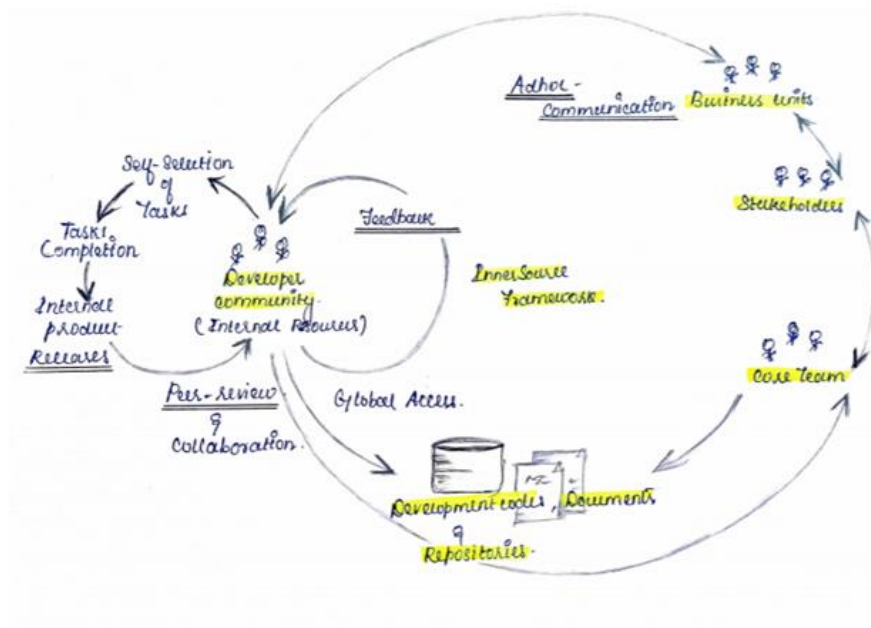 Adhoc-
Communication
Business units
Self-Selection
of
Tasks
Stakeholders
Feedback
Tasks
Completion
Developer
community.
(Internal Resources)
InnerSource
Framework.
Internal
product
Releases
Core Team
Peer-review
&
Collaboration.
Global Access.
Development codes, Documents
&
Repositories.